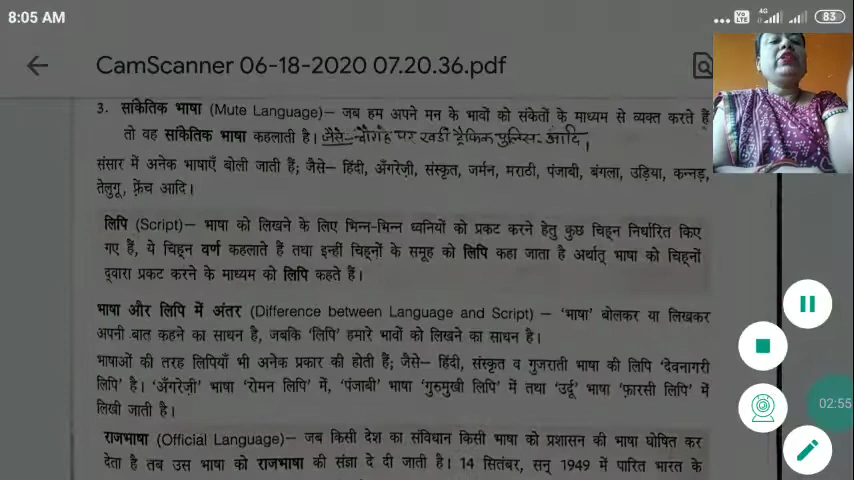 8:05 AM
Vo LTE
4G
83
CamScanner 06-18-2020 07.20.36.pdf
3. सांकेतिक भाषा (Mute Language)– जब हम अपने मन के भावों को संकेतों के माध्यम से व्यक्त करते हैं
तो वह सांकेतिक भाषा कहलाती है। जैसे–चौराहे पर खड़ी ट्रैफिक पुलिस- आदि,
संसार में अनेक भाषाएँ बोली जाती हैं; जैसे– हिंदी, अँगरेज़ी, संस्कृत, जर्मन, मराठी, पंजाबी, बंगला, उड़िया, कन्नड़,
तेलुगू, फ्रेंच आदि।
लिपि (Script)– भाषा को लिखने के लिए भिन्न-भिन्न ध्वनियों को प्रकट करने हेतु कुछ चिह्न निर्धारित किए
गए हैं, ये चिह्न वर्ण कहलाते हैं तथा इन्हीं चिह्नों के समूह को लिपि कहा जाता है अर्थात् भाषा को चिह्नों
द्वारा प्रकट करने के माध्यम को लिपि कहते हैं।
भाषा और लिपि में अंतर (Difference between Language and Script) – 'भाषा' बोलकर या लिखकर
अपनी बात कहने का साधन है, जबकि 'लिपि' हमारे भावों को लिखने का साधन है।
भाषाओं की तरह लिपियाँ भी अनेक प्रकार की होती हैं; जैसे– हिंदी, संस्कृत व गुजराती भाषा की लिपि 'देवनागरी
लिपि' है। 'अँगरेज़ी' भाषा 'रोमन लिपि' में, 'पंजाबी' भाषा 'गुरुमुखी लिपि' में तथा 'उर्दू' भाषा 'फ़ारसी लिपि' में
लिखी जाती है।
राजभाषा (Official Language)– जब किसी देश का संविधान किसी भाषा को प्रशासन की भाषा घोषित कर
देता है तब उस भाषा को राजभाषा की संज्ञा दे दी जाती है। 14 सितंबर, सन् 1949 में पारित भारत के
02:55